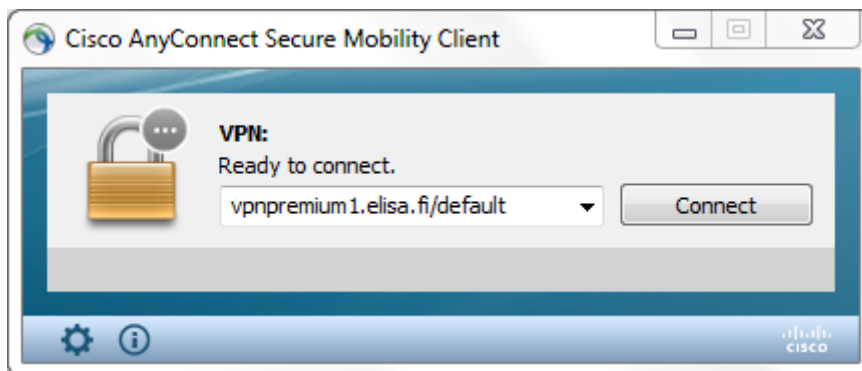 Cisco AnyConnect Secure Mobility Client
VPN:
Ready to connect.
vpnpremium1.elisa.fi/default
Connect
CISCO